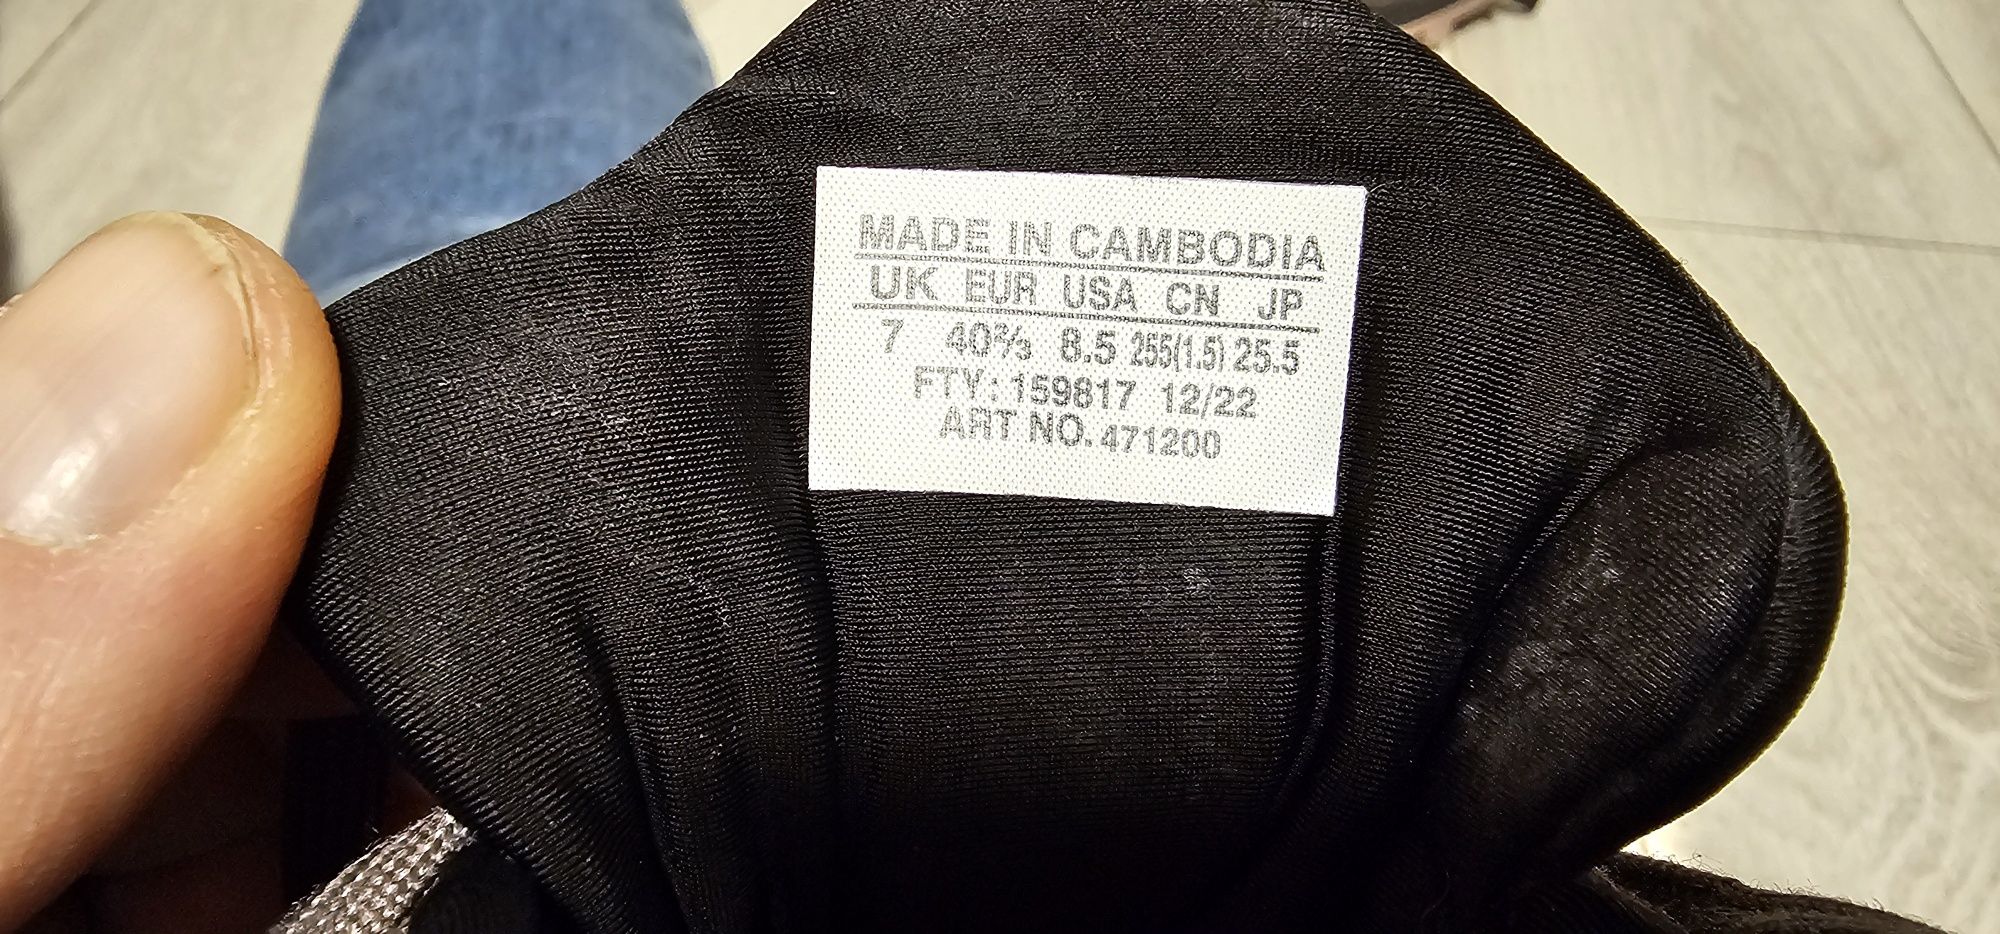 MADE IN CAMBODIA
UK EUR USA CN JP
7 40⅔ 8.5 255(1.5) 25.5
FTY: 159817 12/22
ART NO. 471200